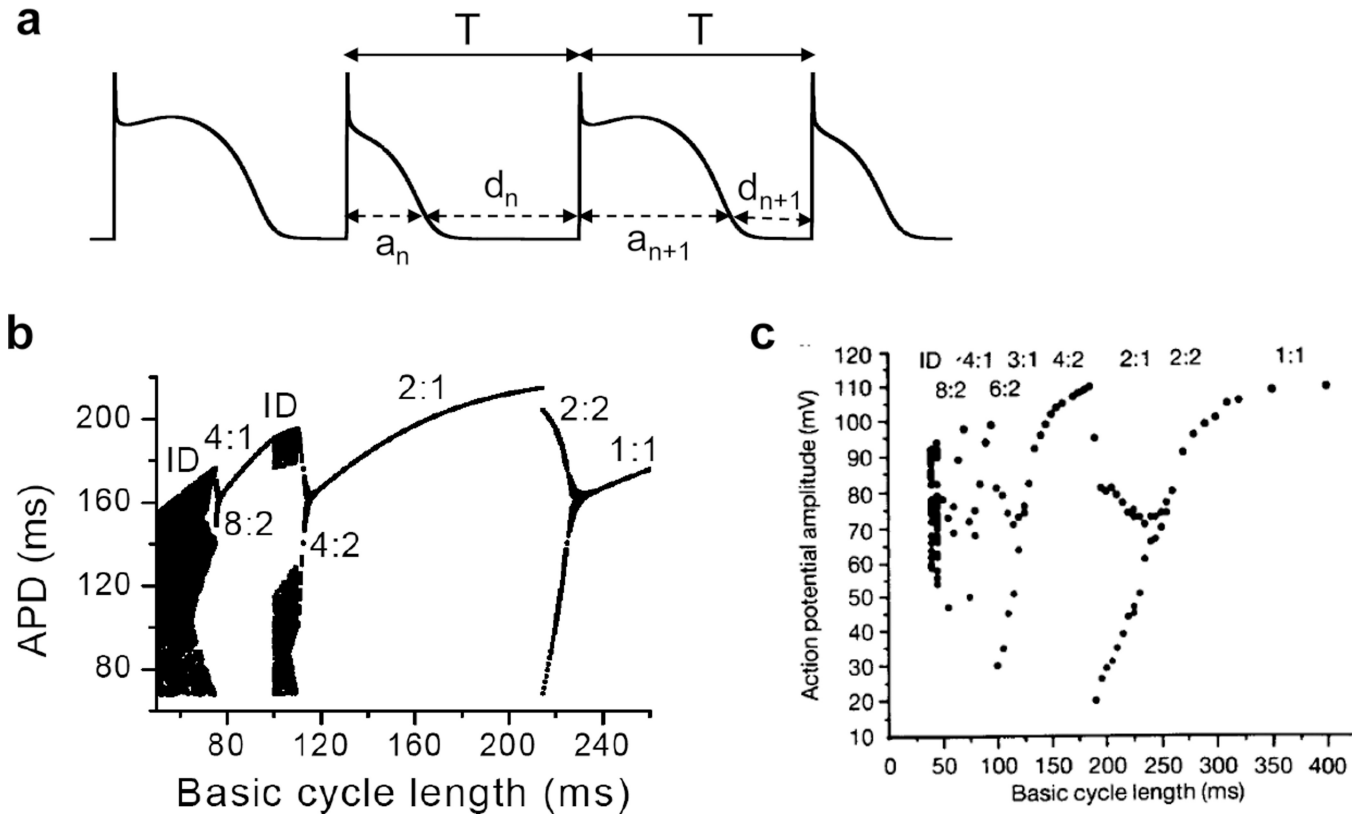 a
T T
dₙ dₙ₊₁
aₙ aₙ₊₁
b
APD (ms)
200
160
120
80
ID 4:1 ID 2:1 2:2 1:1
8:2 4:2
80 120 160 200 240
Basic cycle length (ms)
c
Action potential amplitude (mV)
120
110
100
90
80
70
60
50
40
30
20
10
ID 4:1 3:1 4:2 2:1 2:2 1:1
8:2 6:2
0 50 100 150 200 250 300 350 400
Basic cycle length (ms)